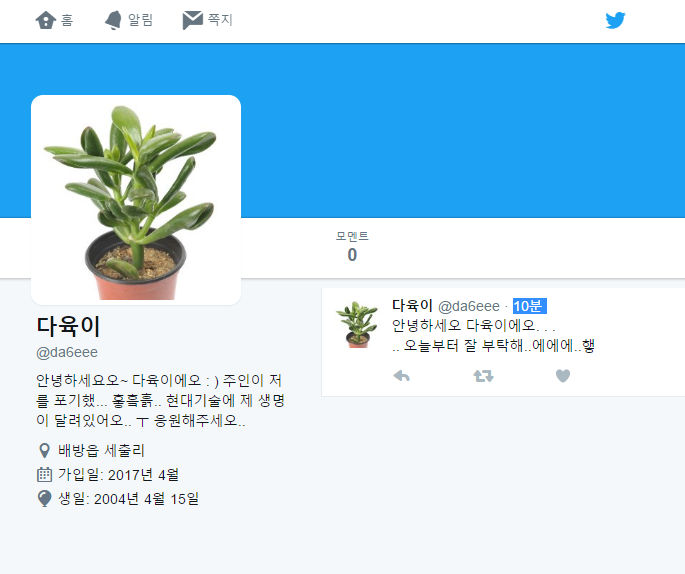 홈 알림 쪽지
모멘트
0
다육이
@da6eee
안녕하세요오~ 다육이에오 : ) 주인이 저
를 포기했... 훟흑흙.. 현대기술에 제 생명
이 달려있어오.. ㅜ 응원해주세오..
배방읍 세출리
가입일: 2017년 4월
생일: 2004년 4월 15일
다육이 @da6eee · 10분
안녕하세오 다육이에오. . .
.. 오늘부터 잘 부탁해..에에에..햏